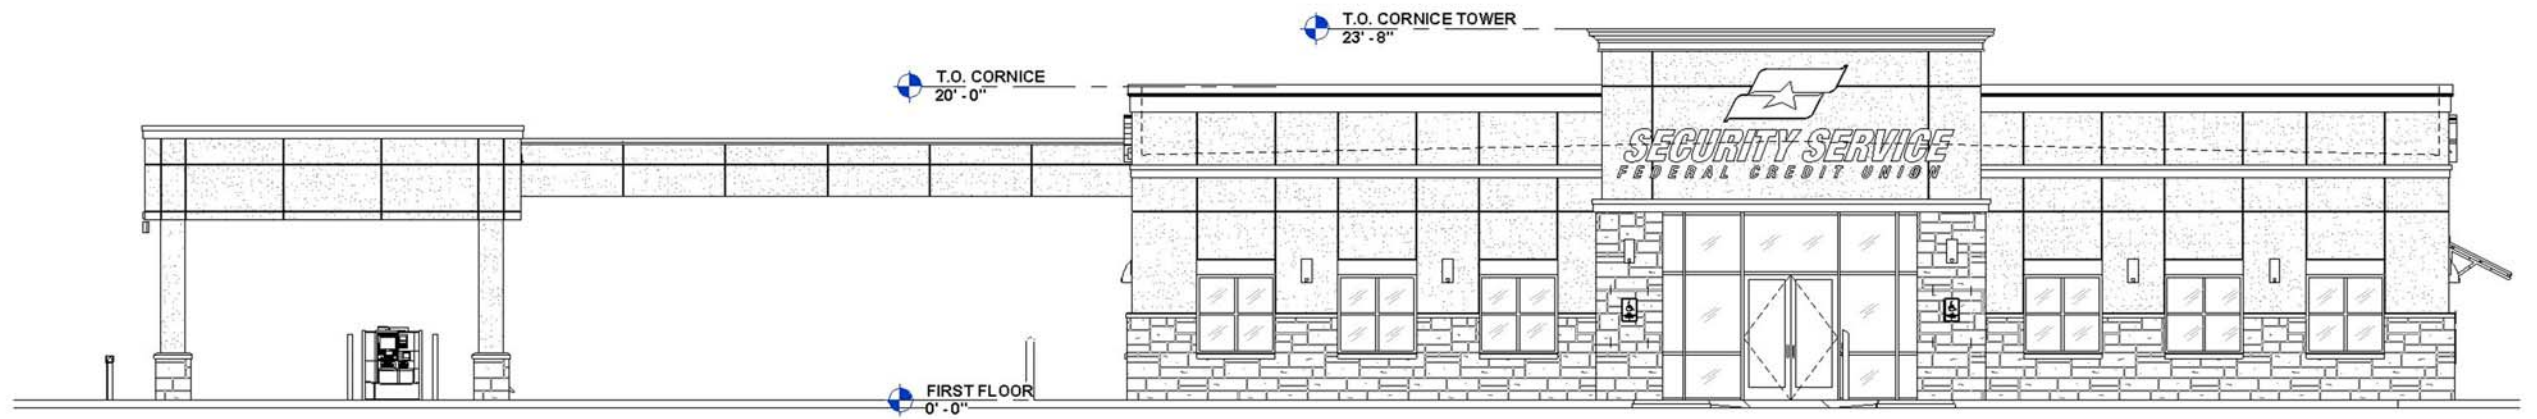 T.O. CORNICE TOWER
23' - 8"
T.O. CORNICE
20' - 0"
SECURITY SERVICE
FEDERAL CREDIT UNION
FIRST FLOOR
0' - 0"